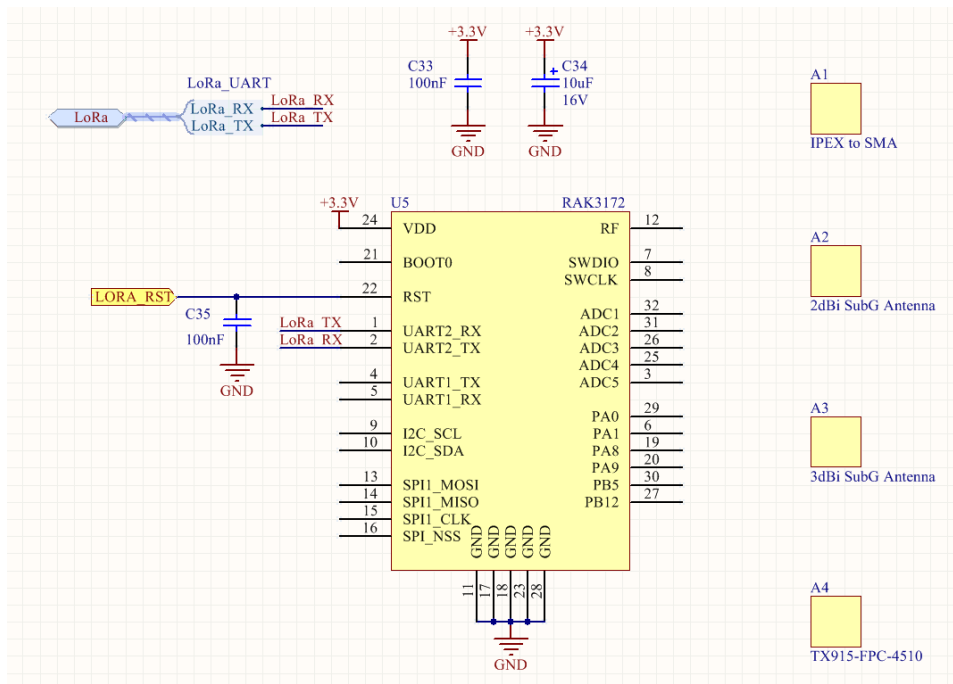 +3.3V
+3.3V
C33
100nF
C34
10uF
16V
GND
GND
LoRa_UART
LoRa
LoRa_RX
LoRa_TX
LoRa_RX
LoRa_TX
A1
IPEX to SMA
A2
2dBi SubG Antenna
A3
3dBi SubG Antenna
A4
TX915-FPC-4510
+3.3V
U5
RAK3172
24
VDD
21
BOOT0
LORA_RST
22
RST
C35
100nF
GND
LoRa_TX
1
UART2_RX
LoRa_RX
2
UART2_TX
4
UART1_TX
5
UART1_RX
9
I2C_SCL
10
I2C_SDA
13
SPI1_MOSI
14
SPI1_MISO
15
SPI1_CLK
16
SPI_NSS
RF
12
SWDIO
7
SWCLK
8
ADC1
32
ADC2
31
ADC3
26
ADC4
25
ADC5
3
PA0
29
PA1
6
PA8
19
PA9
20
PB5
30
PB12
27
GND
GND
GND
GND
GND
11
17
18
23
28
GND